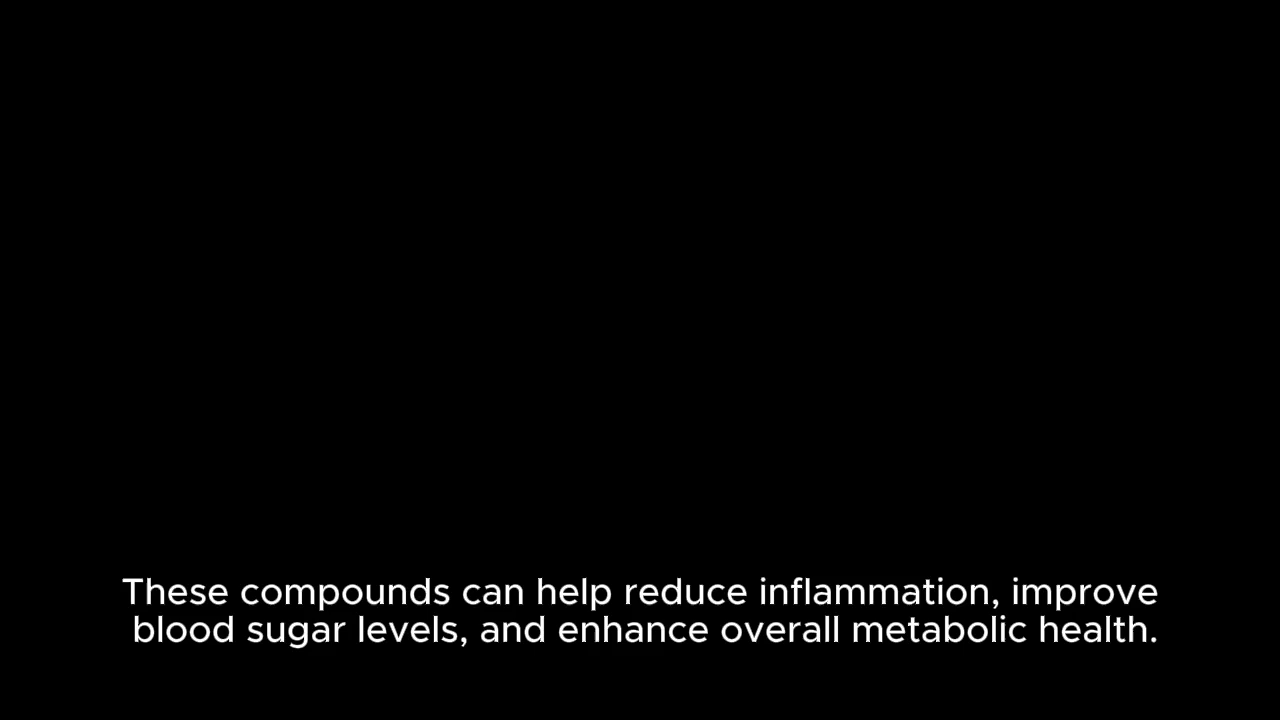 These compounds can help reduce inflammation, improve
blood sugar levels, and enhance overall metabolic health.